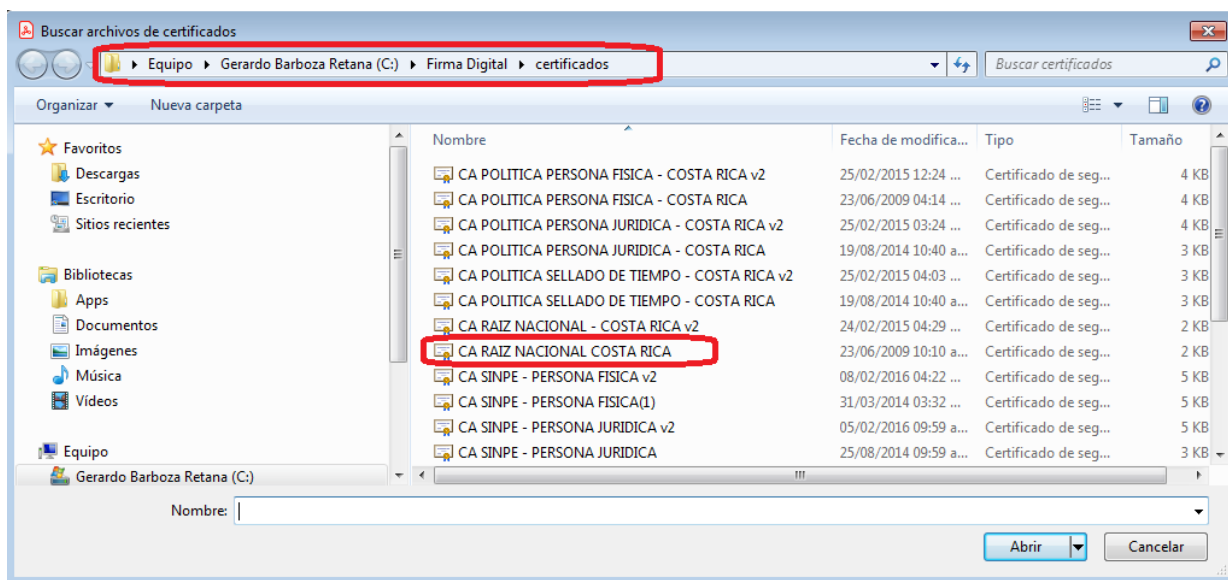 Buscar archivos de certificados
Equipo Gerardo Barboza Retana (C:) Firma Digital certificados Buscar certificados
Organizar Nueva carpeta
Favoritos
Descargas
Escritorio
Sitios recientes
Bibliotecas
Apps
Documentos
Imágenes
Música
Vídeos
Equipo
Gerardo Barboza Retana (C:)
Nombre Fecha de modifica... Tipo Tamaño
CA POLITICA PERSONA FISICA - COSTA RICA v2 25/02/2015 12:24 ... Certificado de seg... 4 KB
CA POLITICA PERSONA FISICA - COSTA RICA 23/06/2009 04:14 ... Certificado de seg... 4 KB
CA POLITICA PERSONA JURIDICA - COSTA RICA v2 25/02/2015 03:24 ... Certificado de seg... 4 KB
CA POLITICA PERSONA JURIDICA - COSTA RICA 19/08/2014 10:40 a... Certificado de seg... 3 KB
CA POLITICA SELLADO DE TIEMPO - COSTA RICA v2 25/02/2015 04:03 ... Certificado de seg... 3 KB
CA POLITICA SELLADO DE TIEMPO - COSTA RICA 19/08/2014 10:40 a... Certificado de seg... 3 KB
CA RAIZ NACIONAL - COSTA RICA v2 24/02/2015 04:29 ... Certificado de seg... 2 KB
CA RAIZ NACIONAL COSTA RICA 23/06/2009 10:10 a... Certificado de seg... 2 KB
CA SINPE - PERSONA FISICA v2 08/02/2016 04:22 ... Certificado de seg... 5 KB
CA SINPE - PERSONA FISICA(1) 31/03/2014 03:32 ... Certificado de seg... 5 KB
CA SINPE - PERSONA JURIDICA v2 05/02/2016 09:59 a... Certificado de seg... 5 KB
CA SINPE - PERSONA JURIDICA 25/08/2014 09:59 a... Certificado de seg... 3 KB
Nombre:
Abrir Cancelar